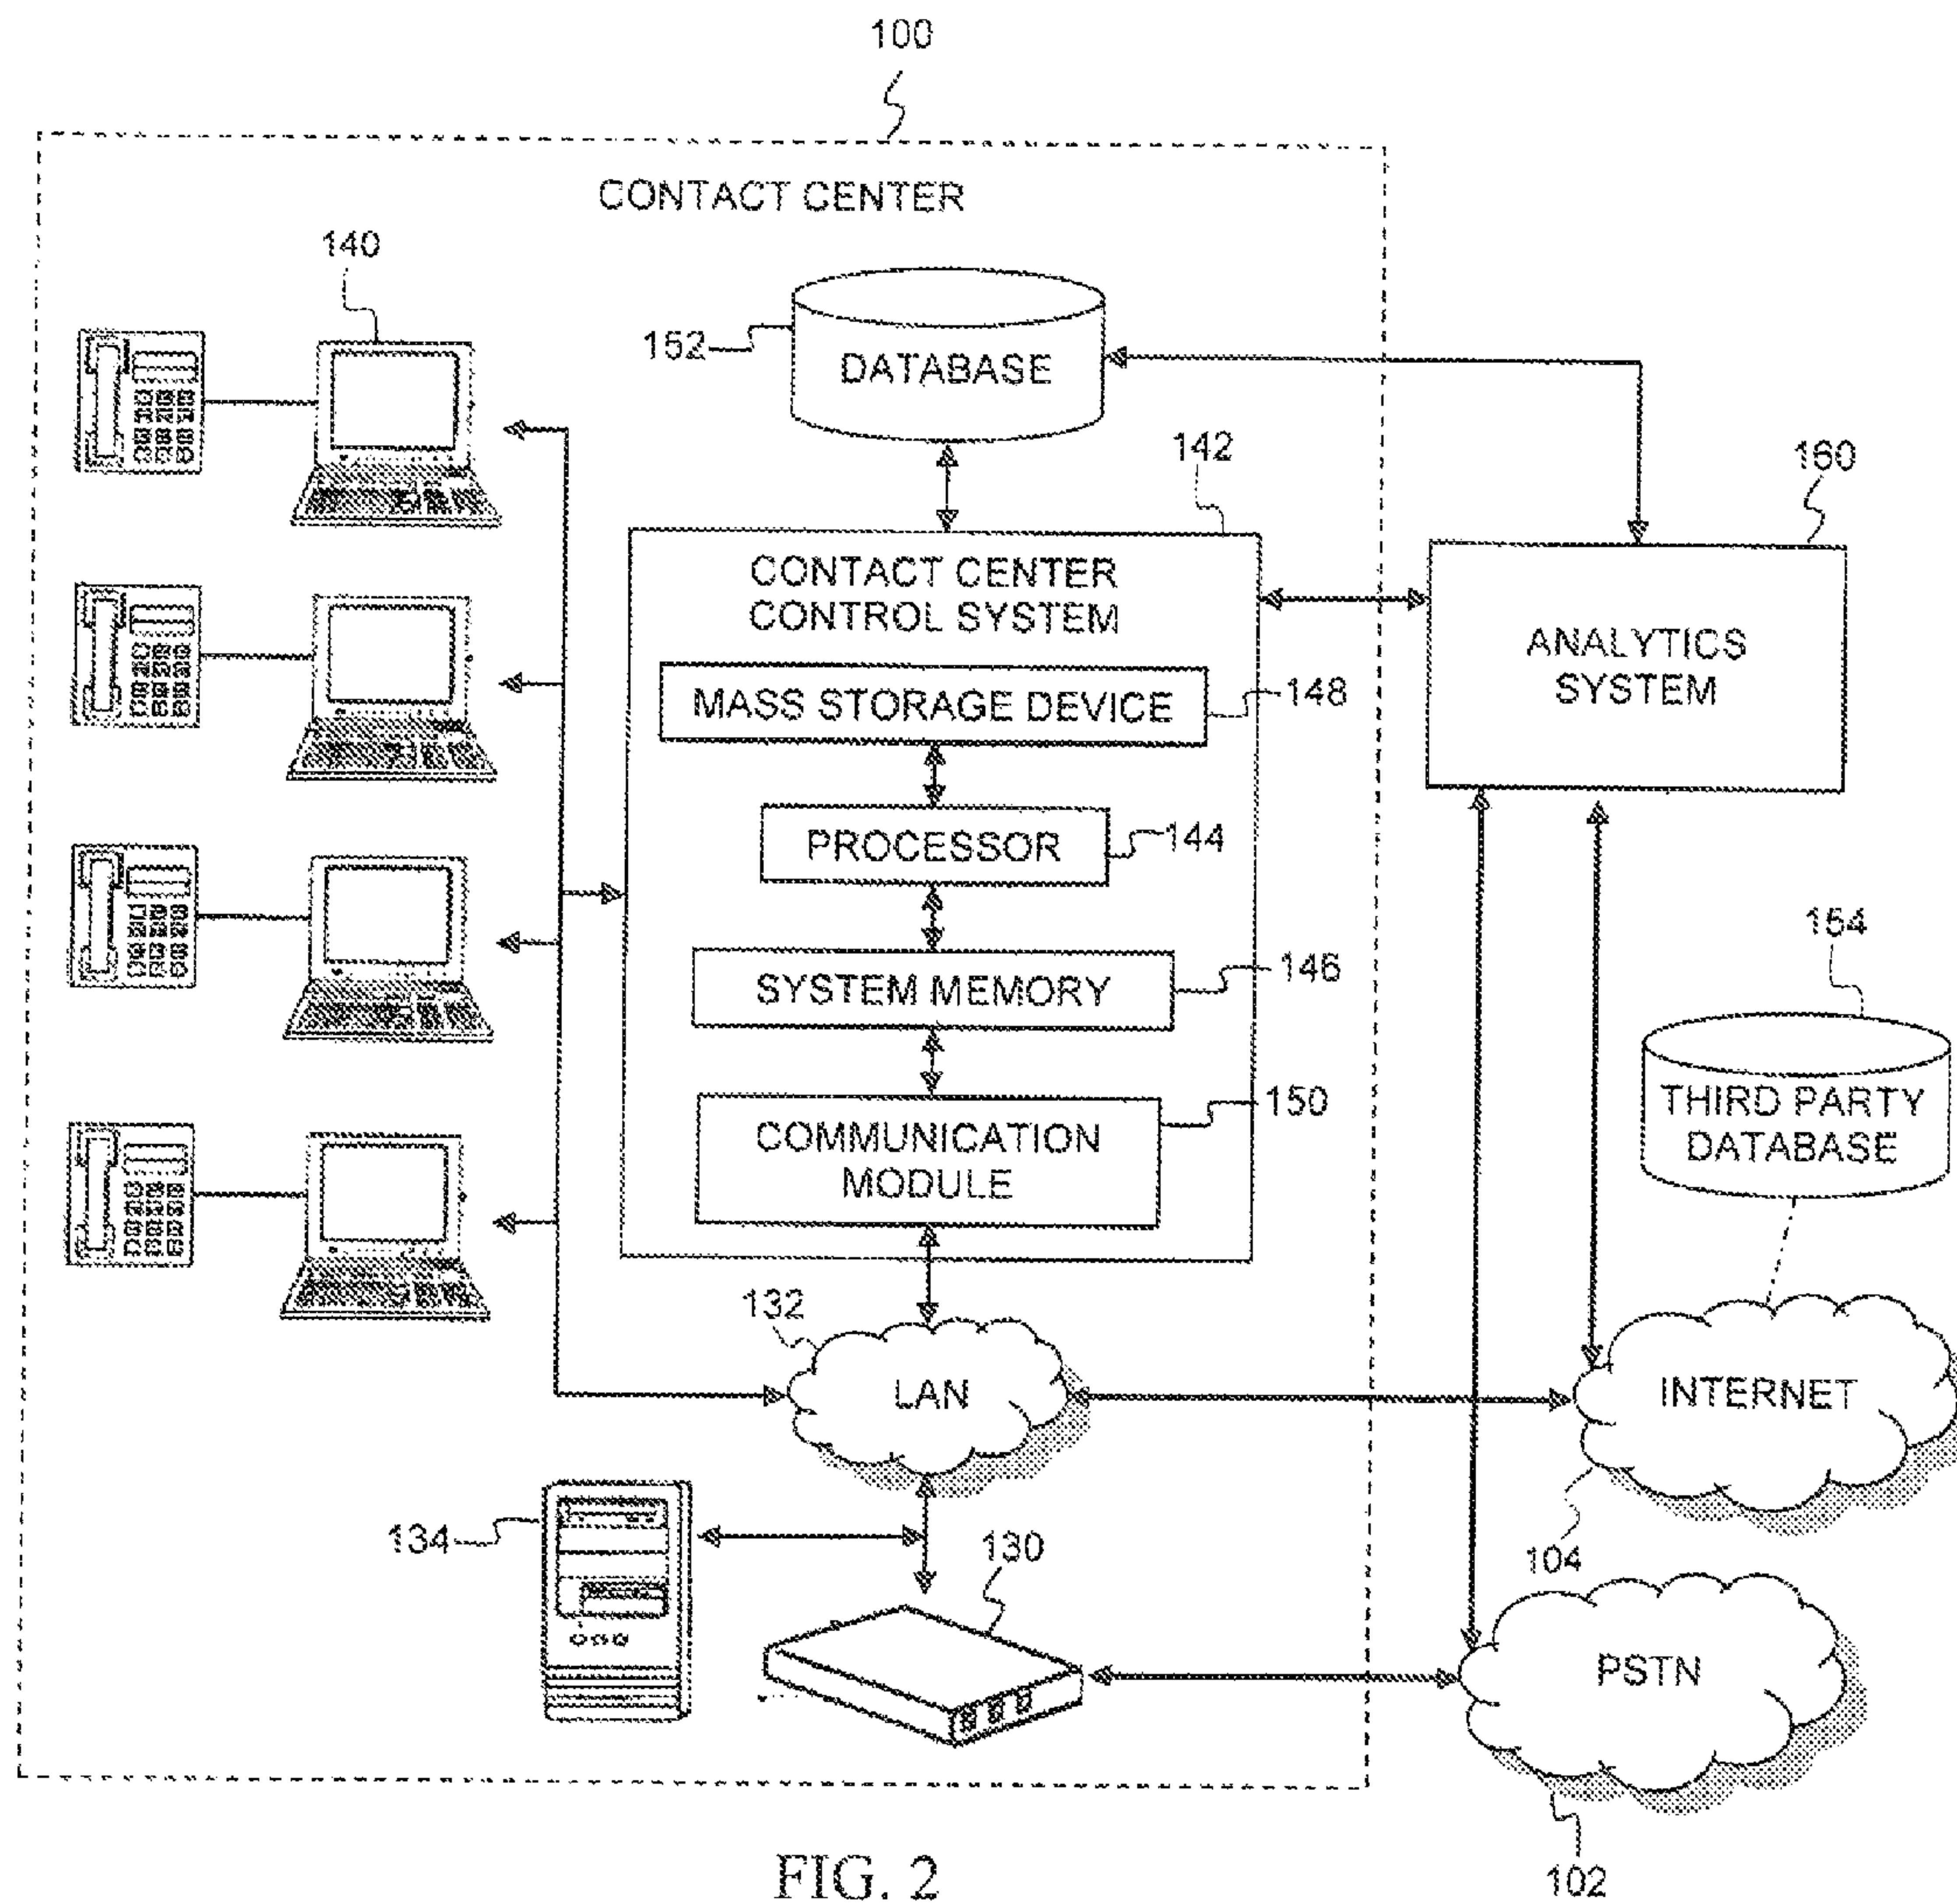 100
CONTACT CENTER
140
152
DATABASE
142
160
CONTACT CENTER
CONTROL SYSTEM
ANALYTICS
SYSTEM
MASS STORAGE DEVICE
148
PROCESSOR
144
154
SYSTEM MEMORY
146
THIRD PARTY
DATABASE
COMMUNICATION
MODULE
150
132
LAN
INTERNET
134
130
104
PSTN
102
FIG. 2